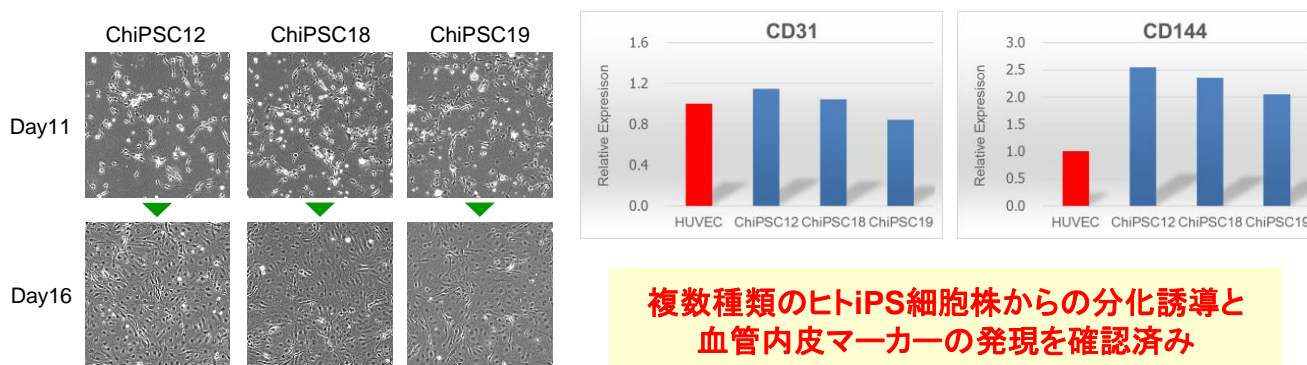 ChiPSC12 ChiPSC18 ChiPSC19
Day11
Day16
CD31
Relative Expresison
1.6
1.2
0.8
0.4
0.0
HUVEC ChiPSC12 ChiPSC18 ChiPSC19
CD144
Relative Expression
3.0
2.5
2.0
1.5
1.0
0.5
0.0
HUVEC ChiPSC12 ChiPSC18 ChiPSC19
複数種類のヒトiPS細胞株からの分化誘導と
血管内皮マーカーの発現を確認済み